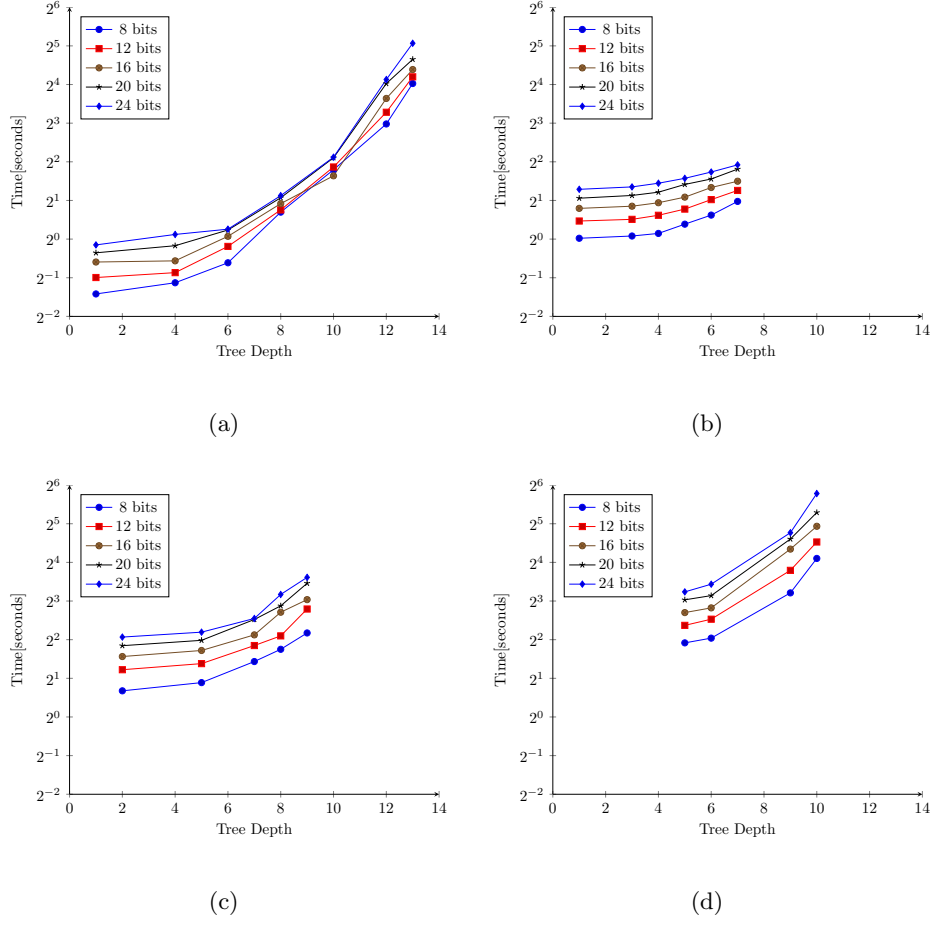 2^6
2^5
2^4
2^3
2^2
2^1
2^0
2^−1
2^−2
Time[seconds]
8 bits
12 bits
16 bits
20 bits
24 bits
0 2 4 6 8 10 12 14
Tree Depth
(a)
2^6
2^5
2^4
2^3
2^2
2^1
2^0
2^−1
2^−2
Time[seconds]
8 bits
12 bits
16 bits
20 bits
24 bits
0 2 4 6 8 10 12 14
Tree Depth
(b)
2^6
2^5
2^4
2^3
2^2
2^1
2^0
2^−1
2^−2
Time[seconds]
8 bits
12 bits
16 bits
20 bits
24 bits
0 2 4 6 8 10 12 14
Tree Depth
(c)
2^6
2^5
2^4
2^3
2^2
2^1
2^0
2^−1
2^−2
Time[seconds]
8 bits
12 bits
16 bits
20 bits
24 bits
0 2 4 6 8 10 12 14
Tree Depth
(d)